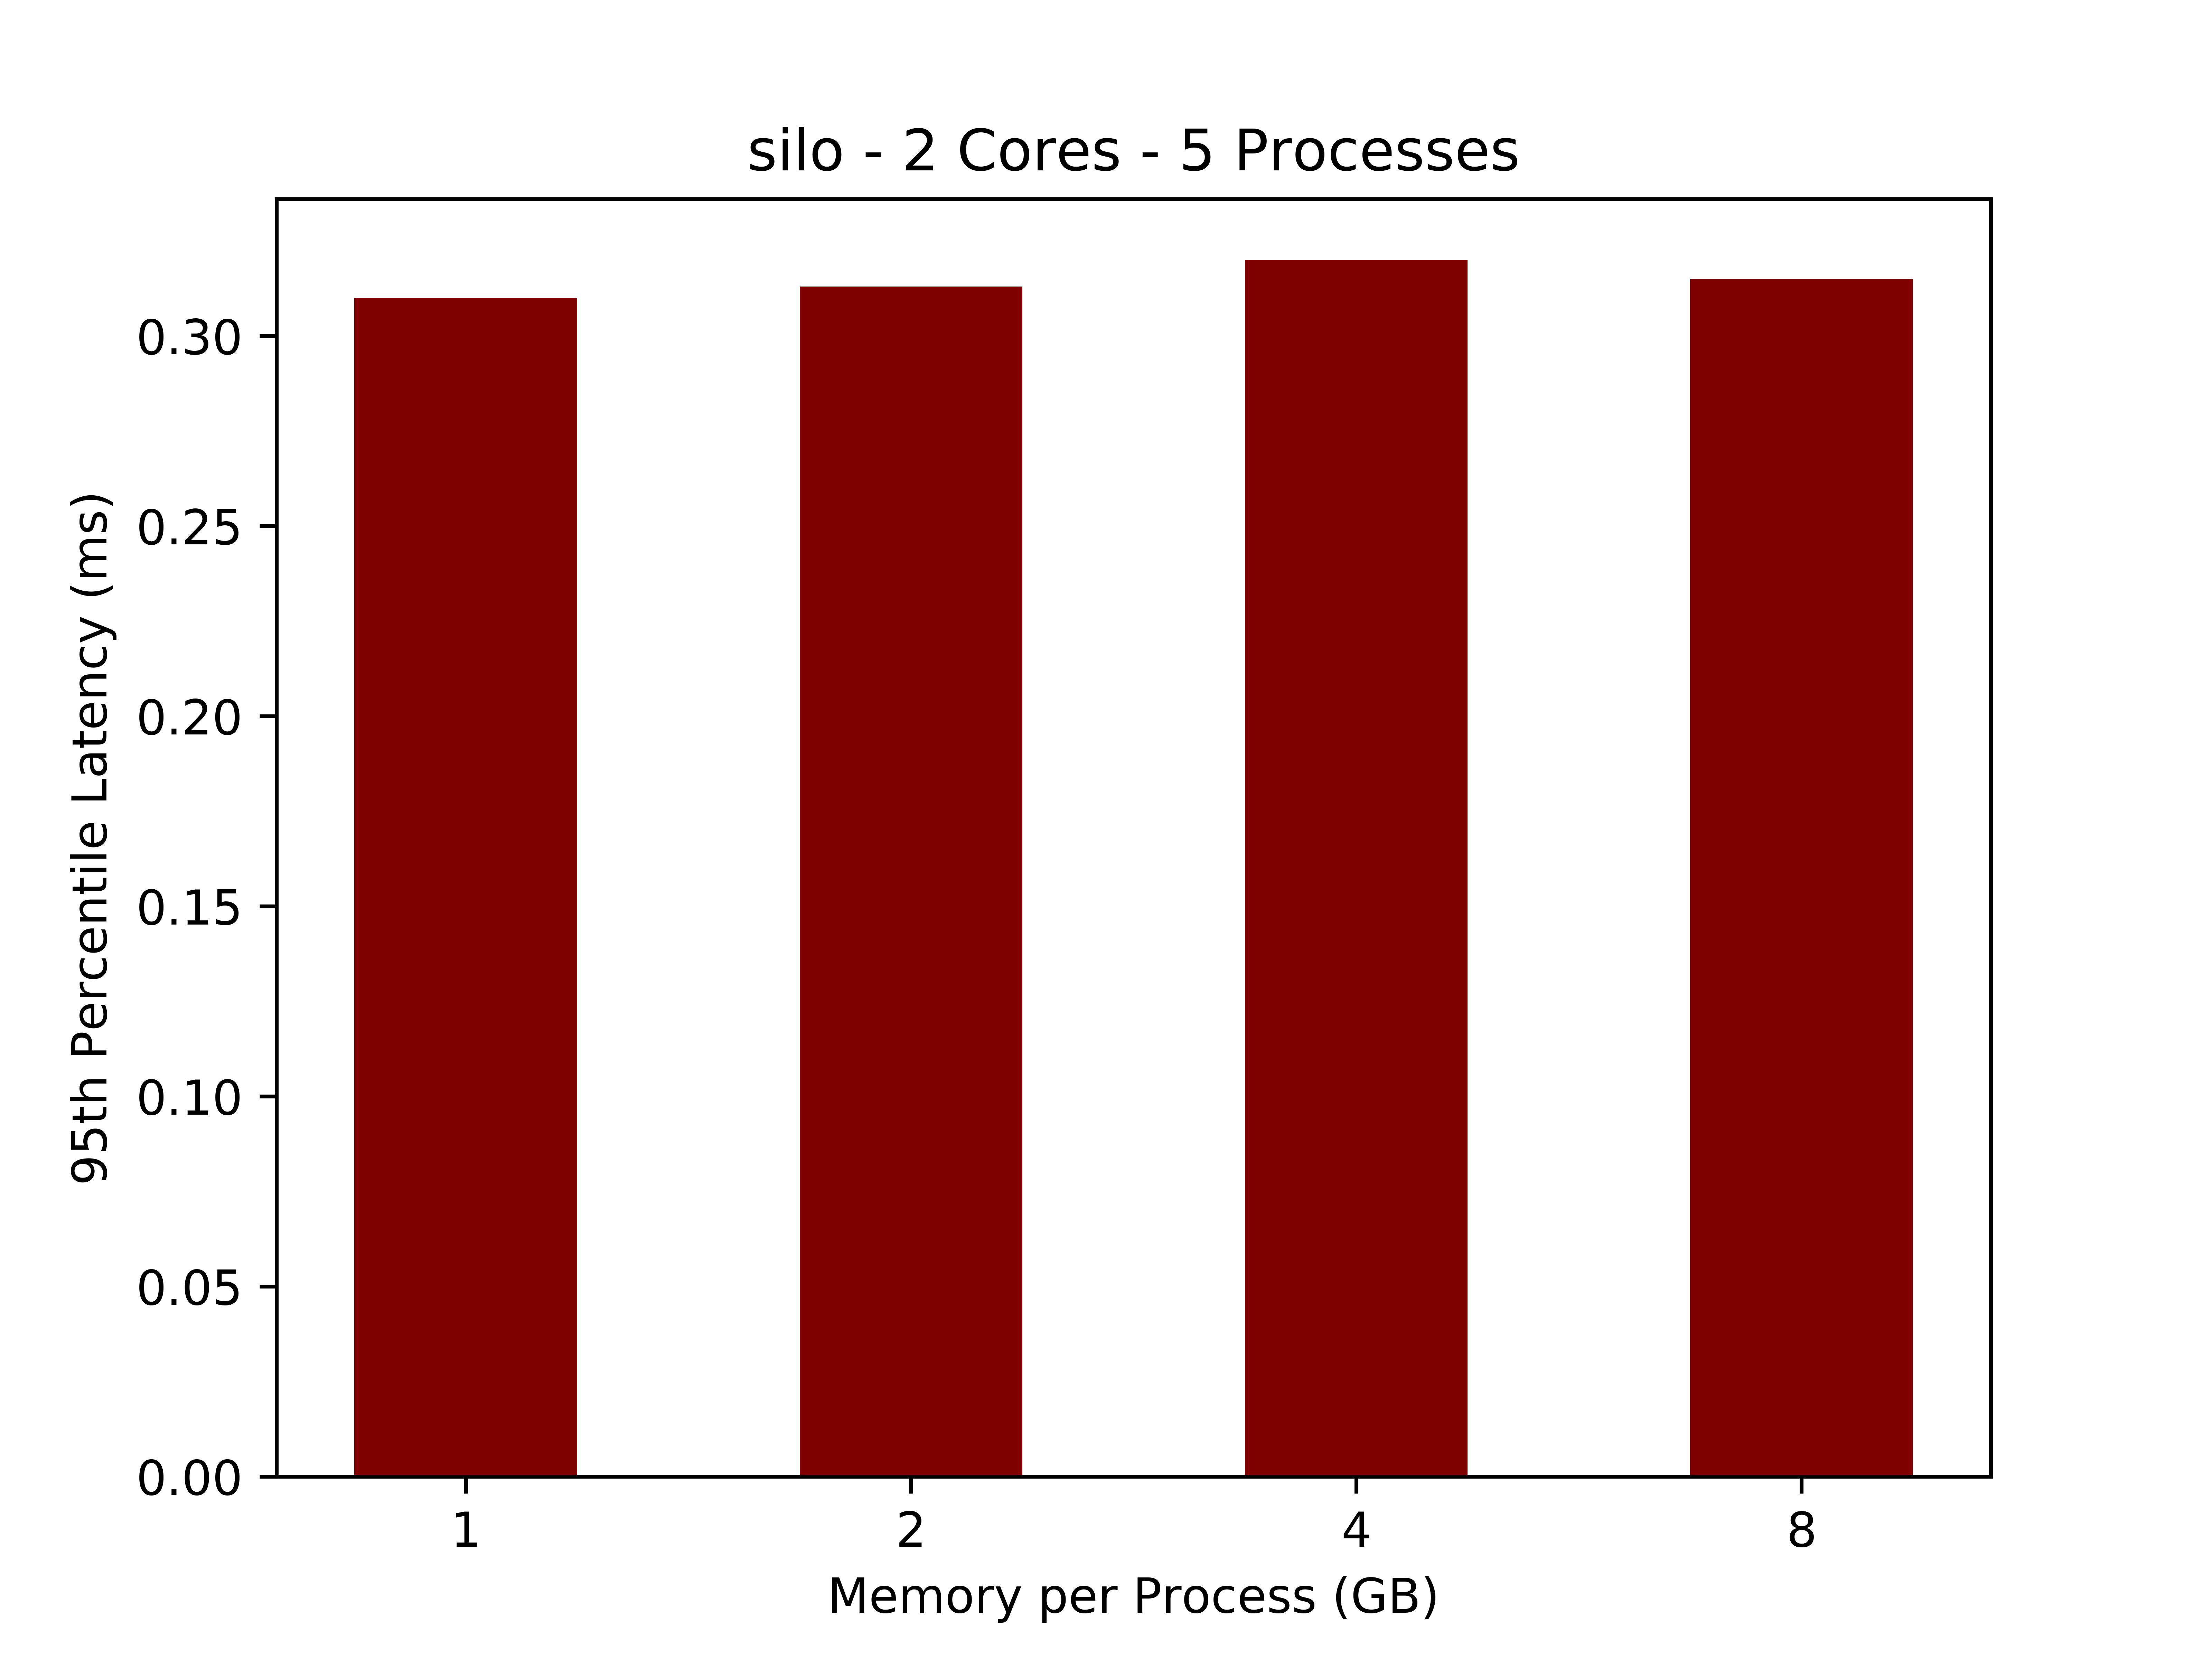 silo - 2 Cores - 5 Processes
95th Percentile Latency (ms)
0.30
0.25
0.20
0.15
0.10
0.05
0.00
1 2 4 8
Memory per Process (GB)